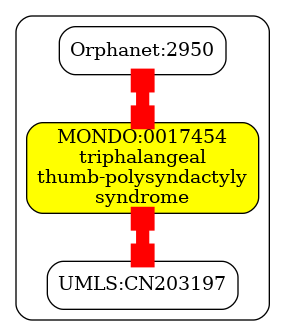 Orphanet:2950
MONDO:0017454
triphalangeal
thumb-polysyndactyly
syndrome
UMLS:CN203197